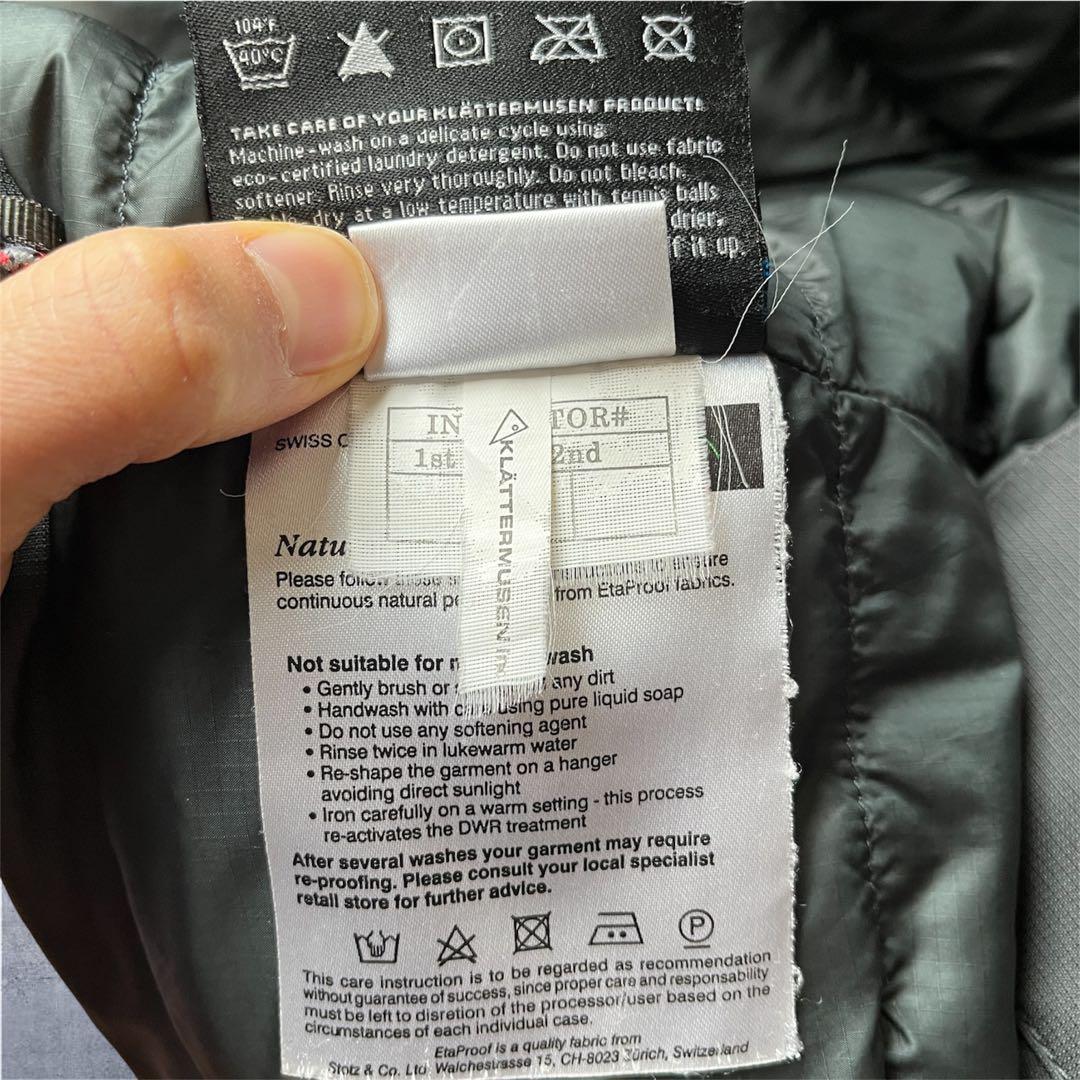 104°F
40°C
TAKE CARE OF YOUR KLÄTTERMUSEN PRODUCT!
Machine-wash on a delicate cycle using
eco-certified laundry detergent. Do not use fabric
softener. Rinse very thoroughly. Do not bleach.
dry at a low temperature with tennis balls
drier.
it up.
SWISS
TOR#
1st 2nd
KLÄTTERMUSEN
Please
continuous natural from EtaProof fabrics.
Not suitable for wash
• Gently brush or any dirt
• Handwash with using pure liquid soap
• Do not use any softening agent
• Rinse twice in lukewarm water
• Re-shape the garment on a hanger
avoiding direct sunlight
• Iron carefully on a warm setting - this process
re-activates the DWR treatment
After several washes your garment may require
re-proofing. Please consult your local specialist
retail store for further advice.
P
This care instruction is to be regarded as recommendation
without guarantee of success, since proper care and responsability
must be left to disretion of the processor/user based on the
circumstances of each individual case.
EtaProof is a quality fabric from
Stotz & Co. Ltd Walchestrasse 15, CH-8023 Zürich, Switzerland